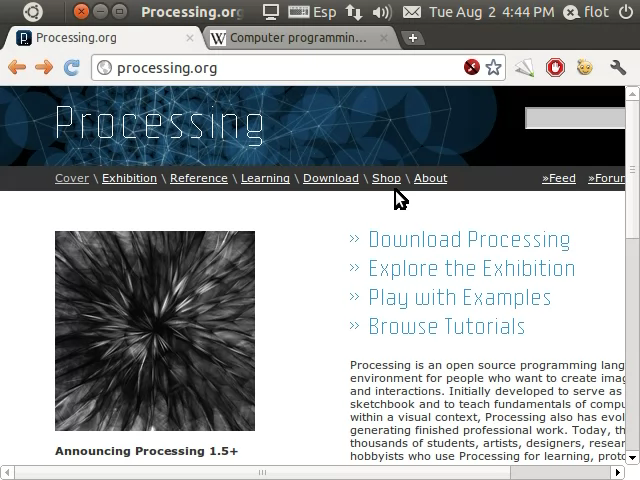 Processing.org Esp Tue Aug 2 4:44 PM flot
Processing.org Computer programmin...
processing.org
Processing
Cover \ Exhibition \ Reference \ Learning \ Download \ Shop \ About »Feed »Forum
» Download Processing
» Explore the Exhibition
» Play with Examples
» Browse Tutorials
Processing is an open source programming lang
environment for people who want to create imag
and interactions. Initially developed to serve as
sketchbook and to teach fundamentals of compu
within a visual context, Processing also has evol
generating finished professional work. Today, th
thousands of students, artists, designers, resear
hobbyists who use Processing for learning, proto
Announcing Processing 1.5+